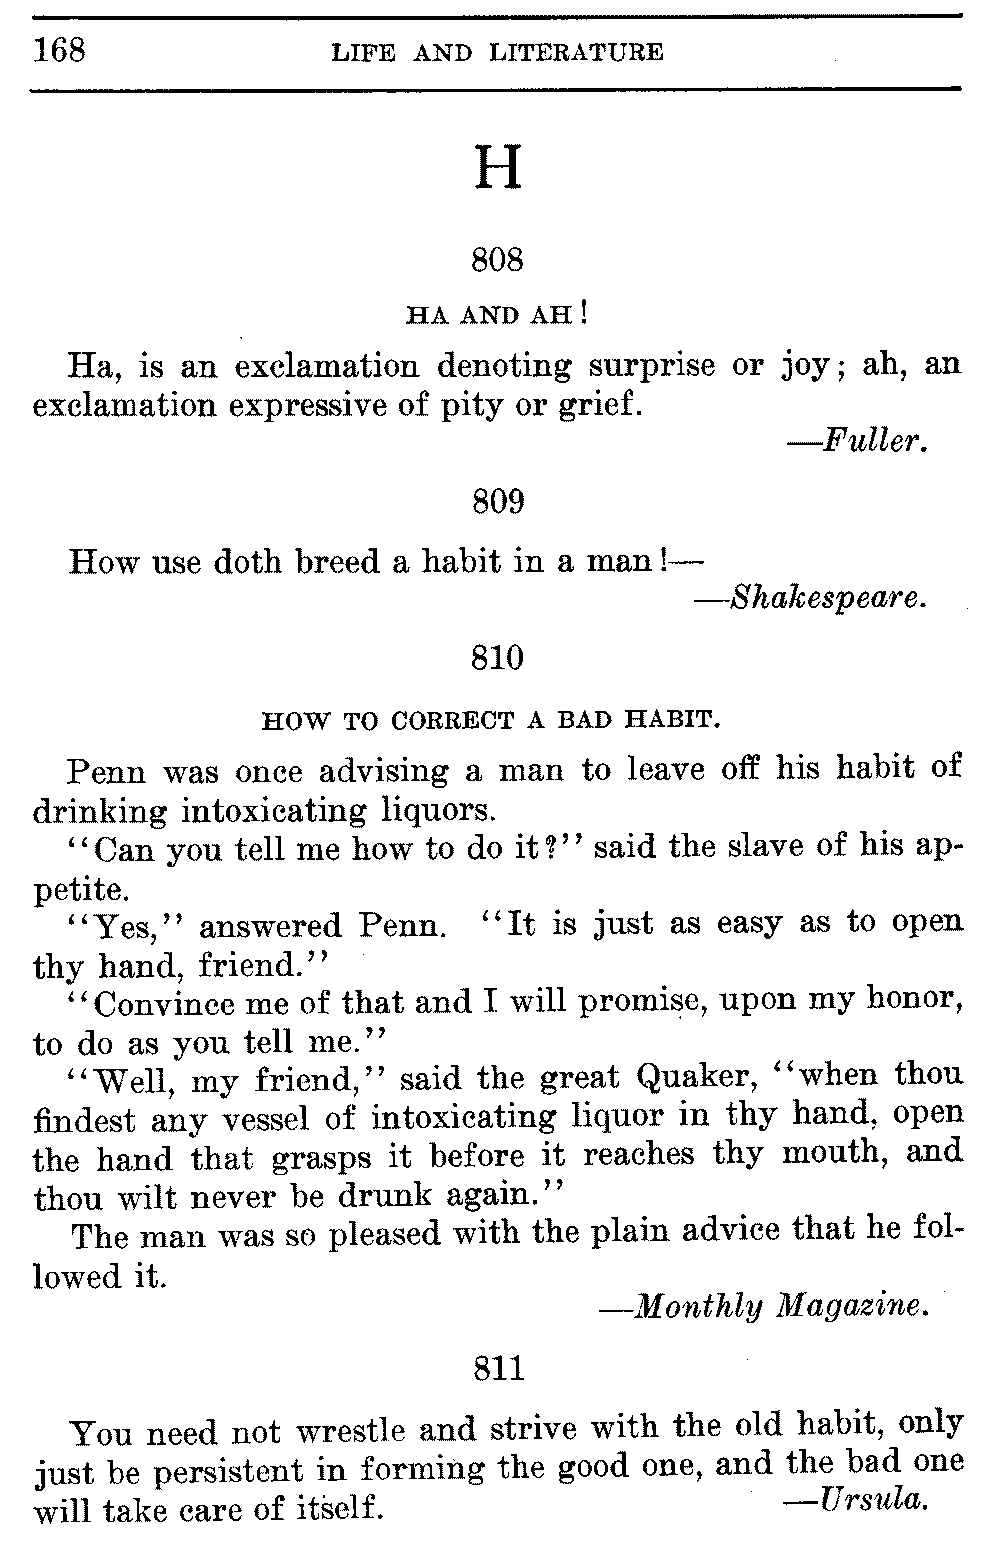 168 LIFE AND LITERATURE
H
808
HA AND AH!
Ha, is an exclamation denoting surprise or joy; ah, an
exclamation expressive of pity or grief.
—Fuller.
809
How use doth breed a habit in a man!—
—Shakespeare.
810
HOW TO CORRECT A BAD HABIT.
Penn was once advising a man to leave off his habit of
drinking intoxicating liquors.
"Can you tell me how to do it?" said the slave of his ap-
petite.
"Yes," answered Penn. "It is just as easy as to open
thy hand, friend."
"Convince me of that and I will promise, upon my honor,
to do as you tell me."
"Well, my friend," said the great Quaker, "when thou
findest any vessel of intoxicating liquor in thy hand, open
the hand that grasps it before it reaches thy mouth, and
thou wilt never be drunk again."
The man was so pleased with the plain advice that he fol-
lowed it.
—Monthly Magazine.
811
You need not wrestle and strive with the old habit, only
just be persistent in forming the good one, and the bad one
will take care of itself. —Ursula.